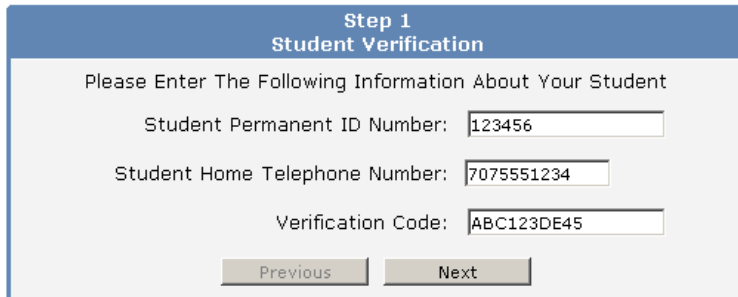 Step 1
Student Verification
Please Enter The Following Information About Your Student
Student Permanent ID Number: 123456
Student Home Telephone Number: 7075551234
Verification Code: ABC123DE45
Previous Next